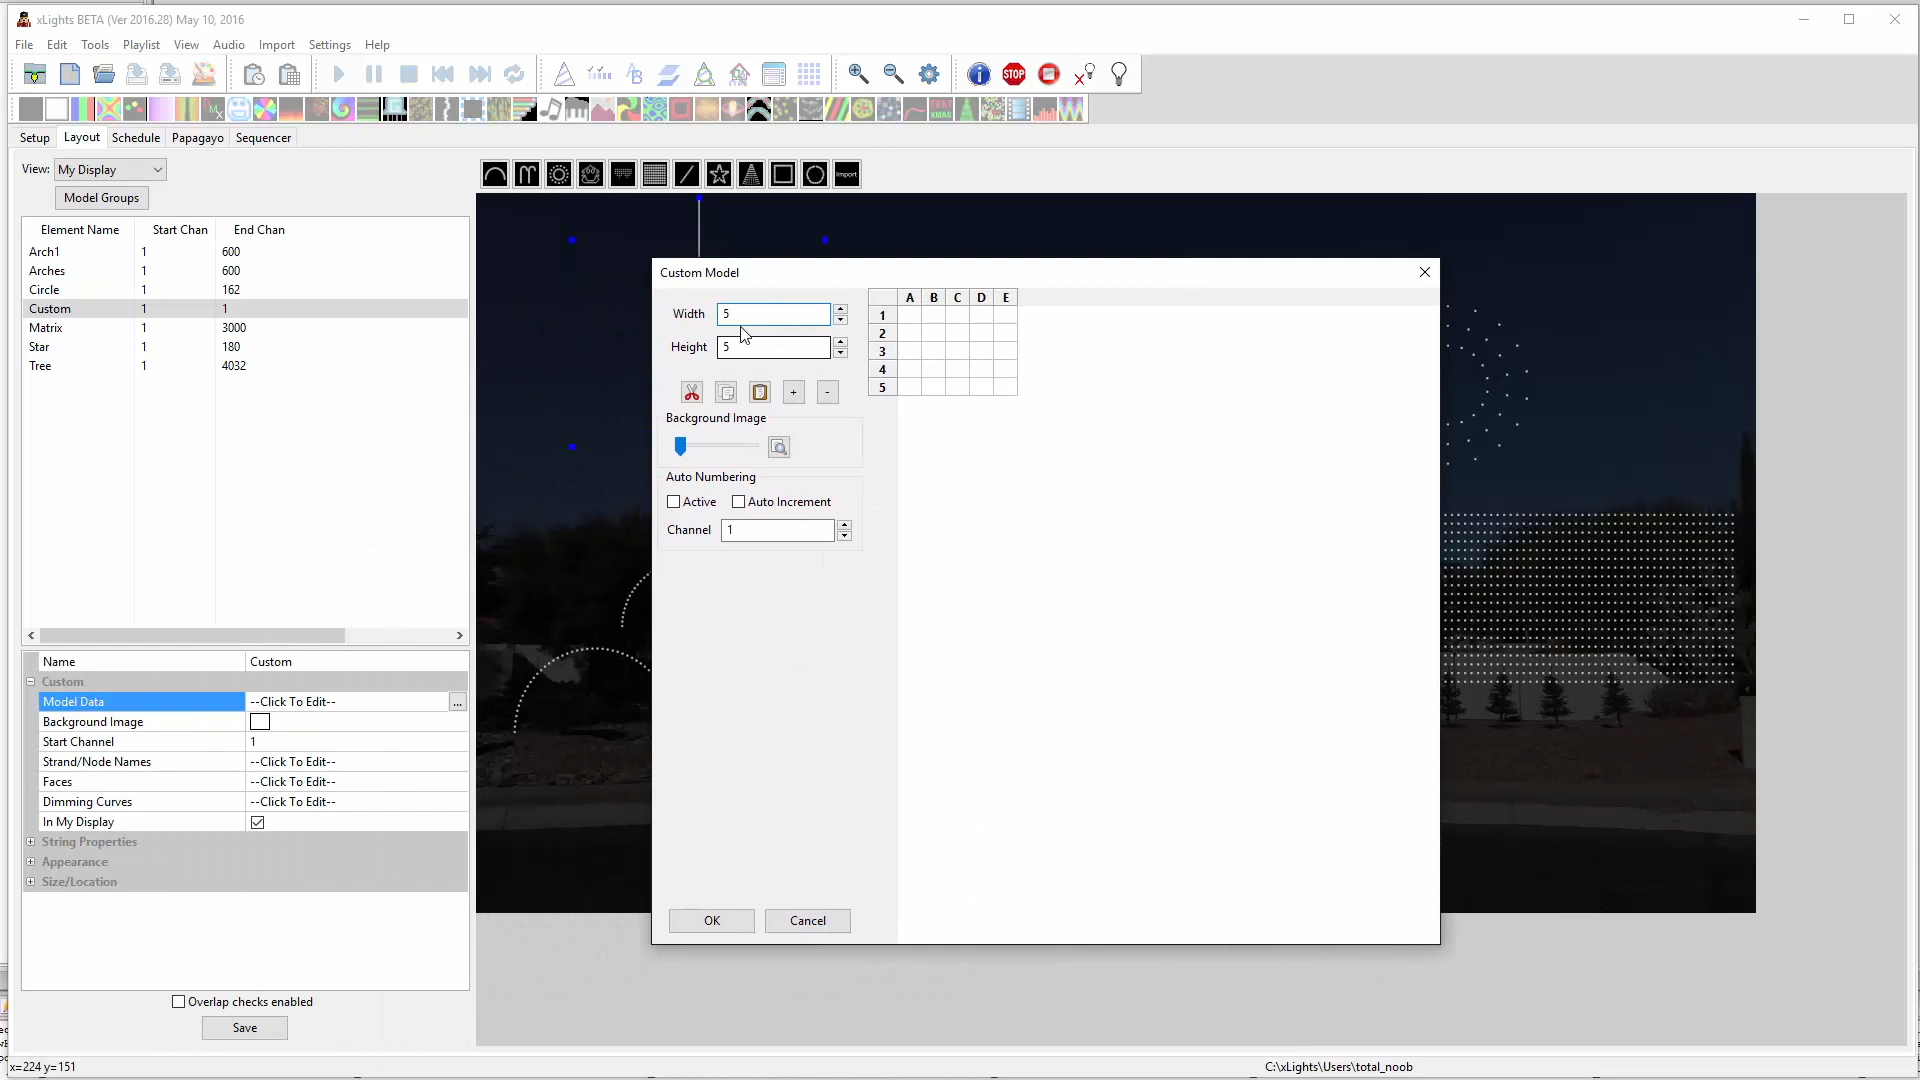 xLights BETA (Ver 2016.28) May 10, 2016
File Edit Tools Playlist View Audio Import Settings Help
Setup Layout Schedule Papagayo Sequencer
View: My Display
Model Groups
Import
Element Name Start Chan End Chan
Arch1 1 600
Arches 1 600
Circle 1 162
Custom 1 1
Matrix 1 3000
Star 1 180
Tree 1 4032
Custom Model
Width 5
Height 5
+ -
Background Image
Auto Numbering
Active Auto Increment
Channel 1
A B C D E
1
2
3
4
5
OK Cancel
Name Custom
Custom
Model Data --Click To Edit-- ...
Background Image
Start Channel 1
Strand/Node Names --Click To Edit--
Faces --Click To Edit--
Dimming Curves --Click To Edit--
In My Display
String Properties
Appearance
Size/Location
Overlap checks enabled
Save
x=224 y=151 C:\xLights\Users\total_noob